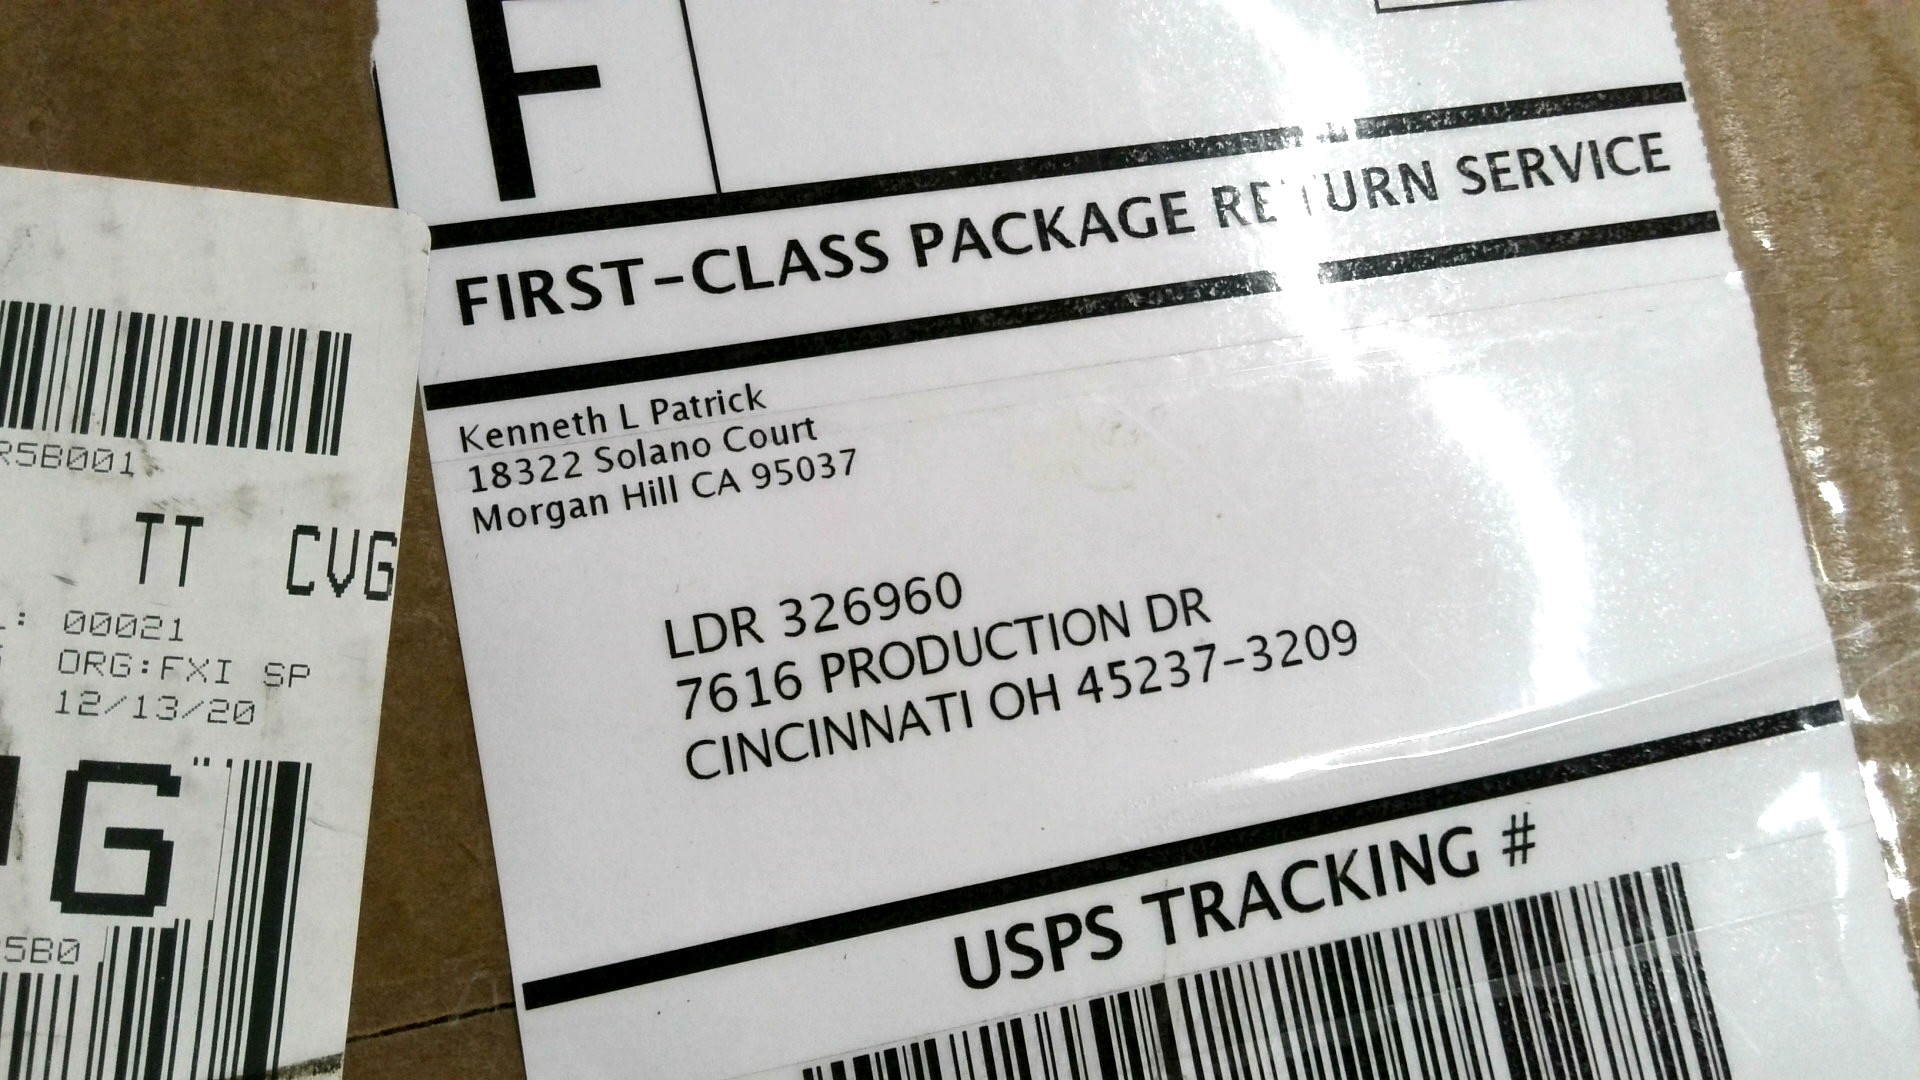 F
FIRST-CLASS PACKAGE RETURN SERVICE
Kenneth L Patrick
18322 Solano Court
Morgan Hill CA 95037
LDR 326960
7616 PRODUCTION DR
CINCINNATI OH 45237-3209
USPS TRACKING #
R5B001
TT CVG
: 00021
ORG:FXI SP
12/13/20
G
5B0